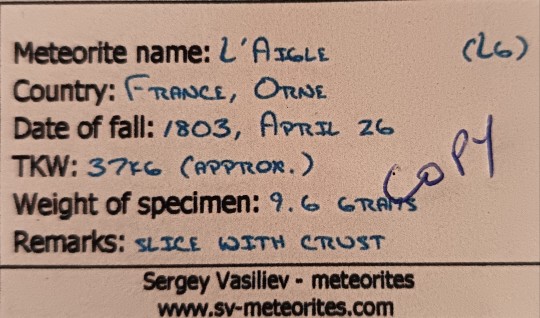 Meteorite name: L'AIGLE (L6)
Country: FRANCE, ORNE
Date of fall: 1803, APRIL 26
TKW: 37KG (APPROX.)
COPY
Weight of specimen: 9.6 GRAMS
Remarks: SLICE WITH CRUST
Sergey Vasiliev - meteorites
www.sv-meteorites.com